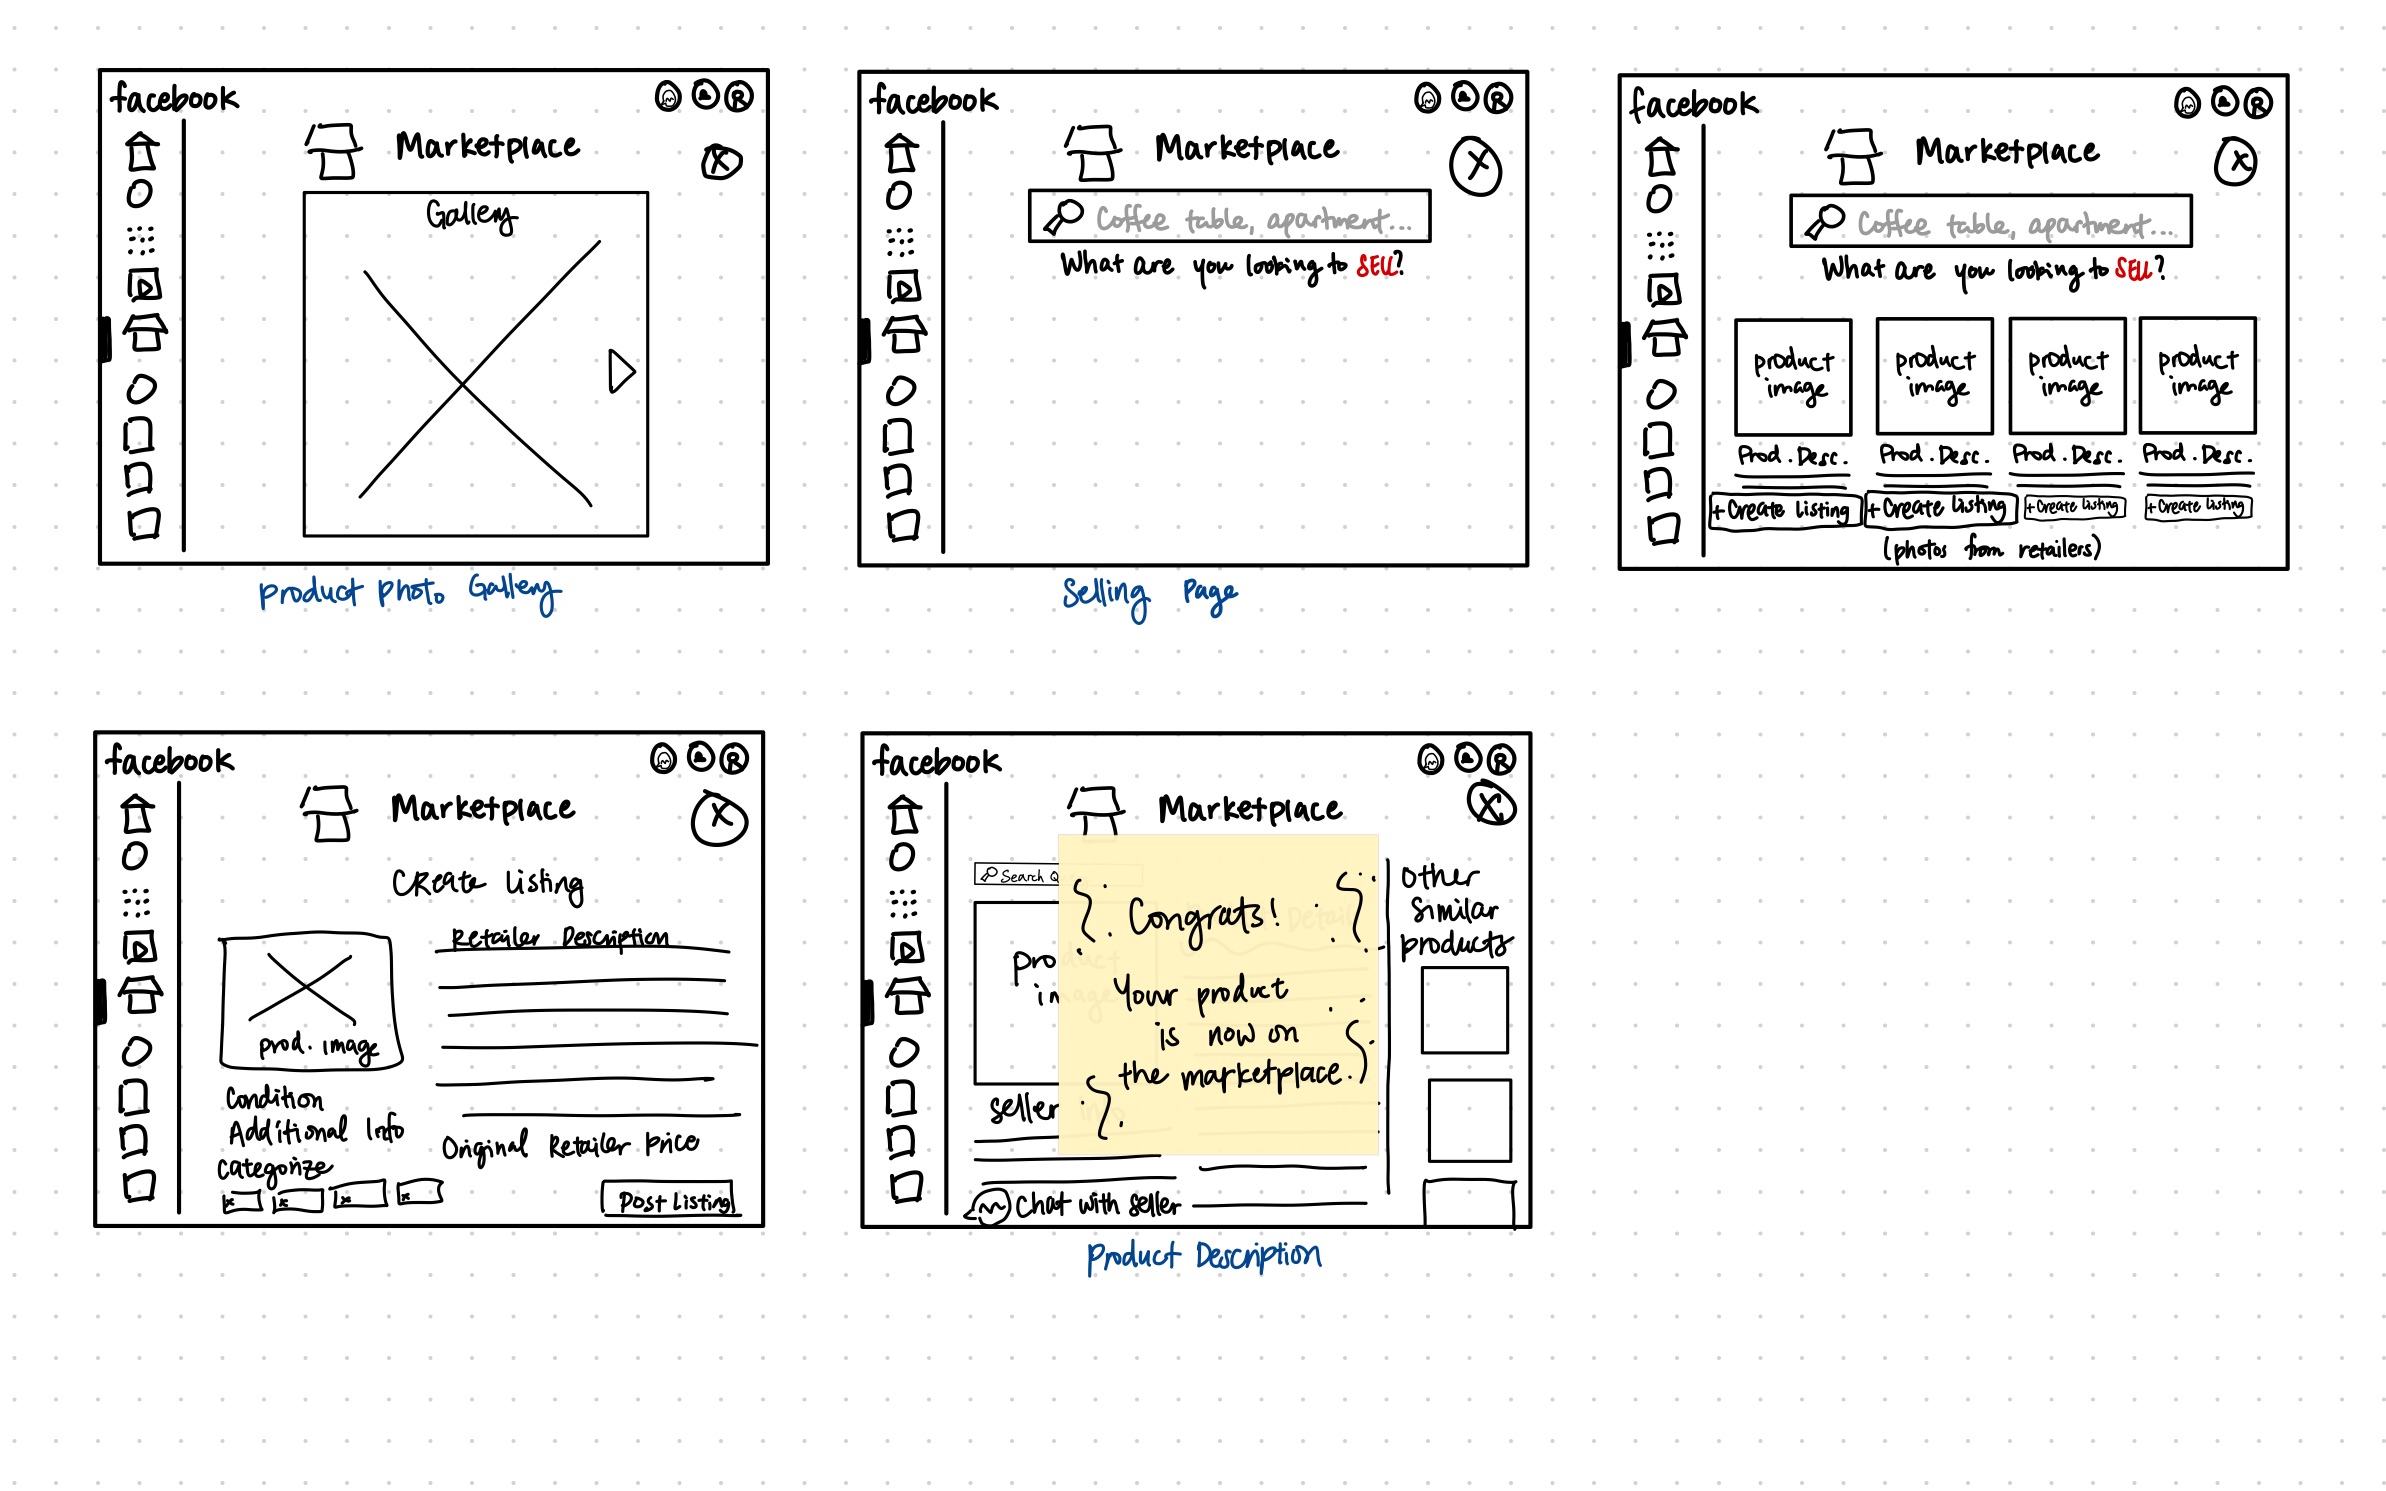 facebook
Marketplace
X
Gallery
Product Photo Gallery
facebook
Marketplace
X
Coffee table, apartment...
What are you looking to SELL?
Selling Page
facebook
Marketplace
X
Coffee table, apartment...
What are you looking to SELL?
product image
product image
product image
product image
Prod. Desc.
Prod. Desc.
Prod. Desc.
Prod. Desc.
+Create Listing
+Create Listing
+Create Listing
+Create Listing
(photos from retailers)
facebook
Marketplace
X
Create Listing
prod. image
Retailer Description
Condition
Additional Info
Categorize
Original Retailer Price
Post Listing
facebook
Marketplace
X
Search
Congrats!
Your product
is now on
the marketplace.
product
image
Details
seller info
Chat with seller
Other
Similar
products
Product Description